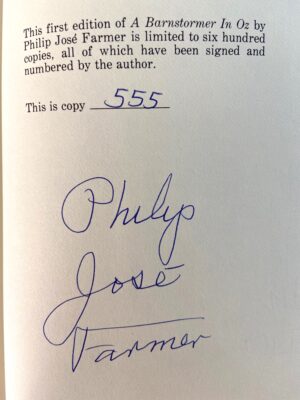 This first edition of A Barnstormer In Oz by
Philip José Farmer is limited to six hundred
copies, all of which have been signed and
numbered by the author.
This is copy 555
Philip
José
Farmer